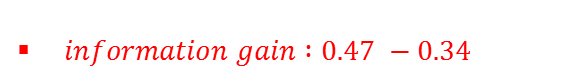 ▪ information gain : 0.47 − 0.34